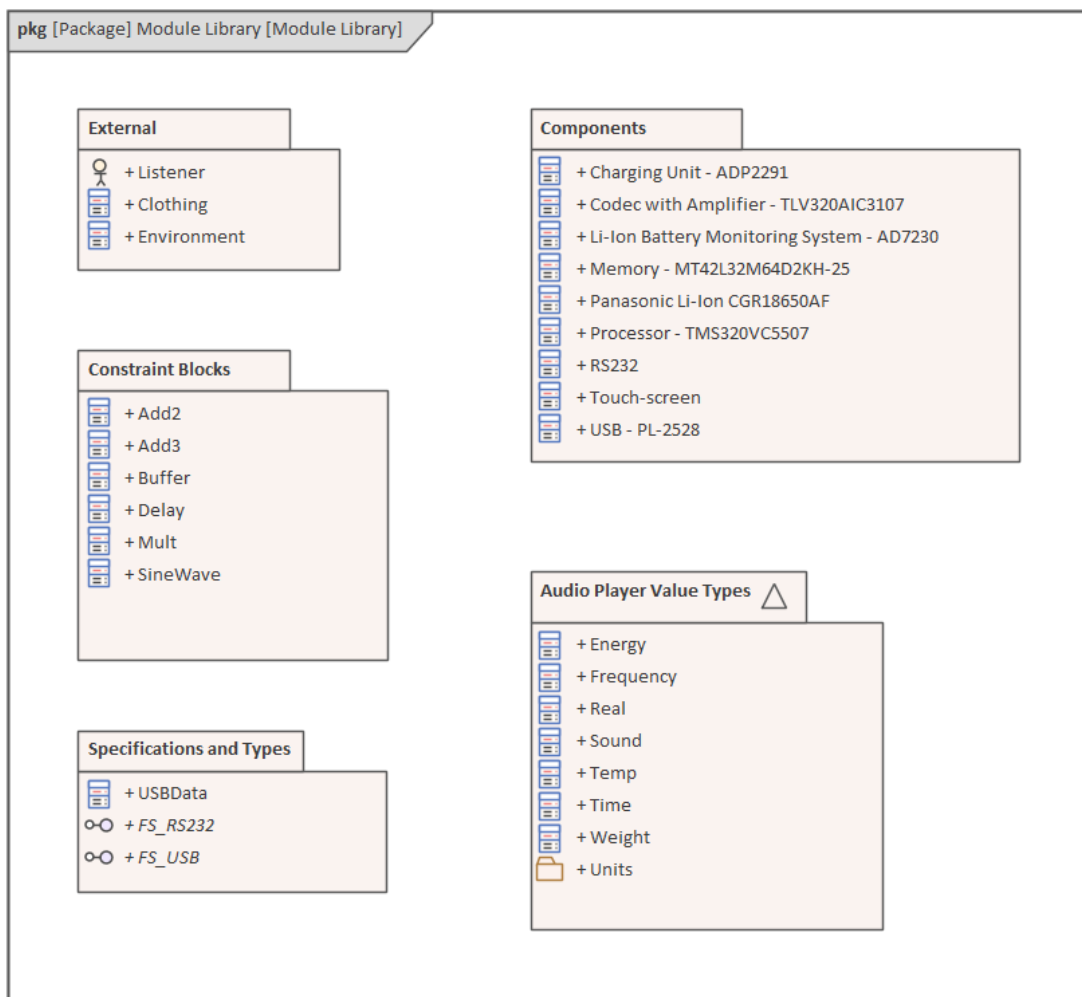 pkg [Package] Module Library [Module Library]
External
+ Listener
+ Clothing
+ Environment
Constraint Blocks
+ Add2
+ Add3
+ Buffer
+ Delay
+ Mult
+ SineWave
Specifications and Types
+ USBData
+ FS_RS232
+ FS_USB
Components
+ Charging Unit - ADP2291
+ Codec with Amplifier - TLV320AIC3107
+ Li-Ion Battery Monitoring System - AD7230
+ Memory - MT42L32M64D2KH-25
+ Panasonic Li-Ion CGR18650AF
+ Processor - TMS320VC5507
+ RS232
+ Touch-screen
+ USB - PL-2528
Audio Player Value Types
+ Energy
+ Frequency
+ Real
+ Sound
+ Temp
+ Time
+ Weight
+ Units